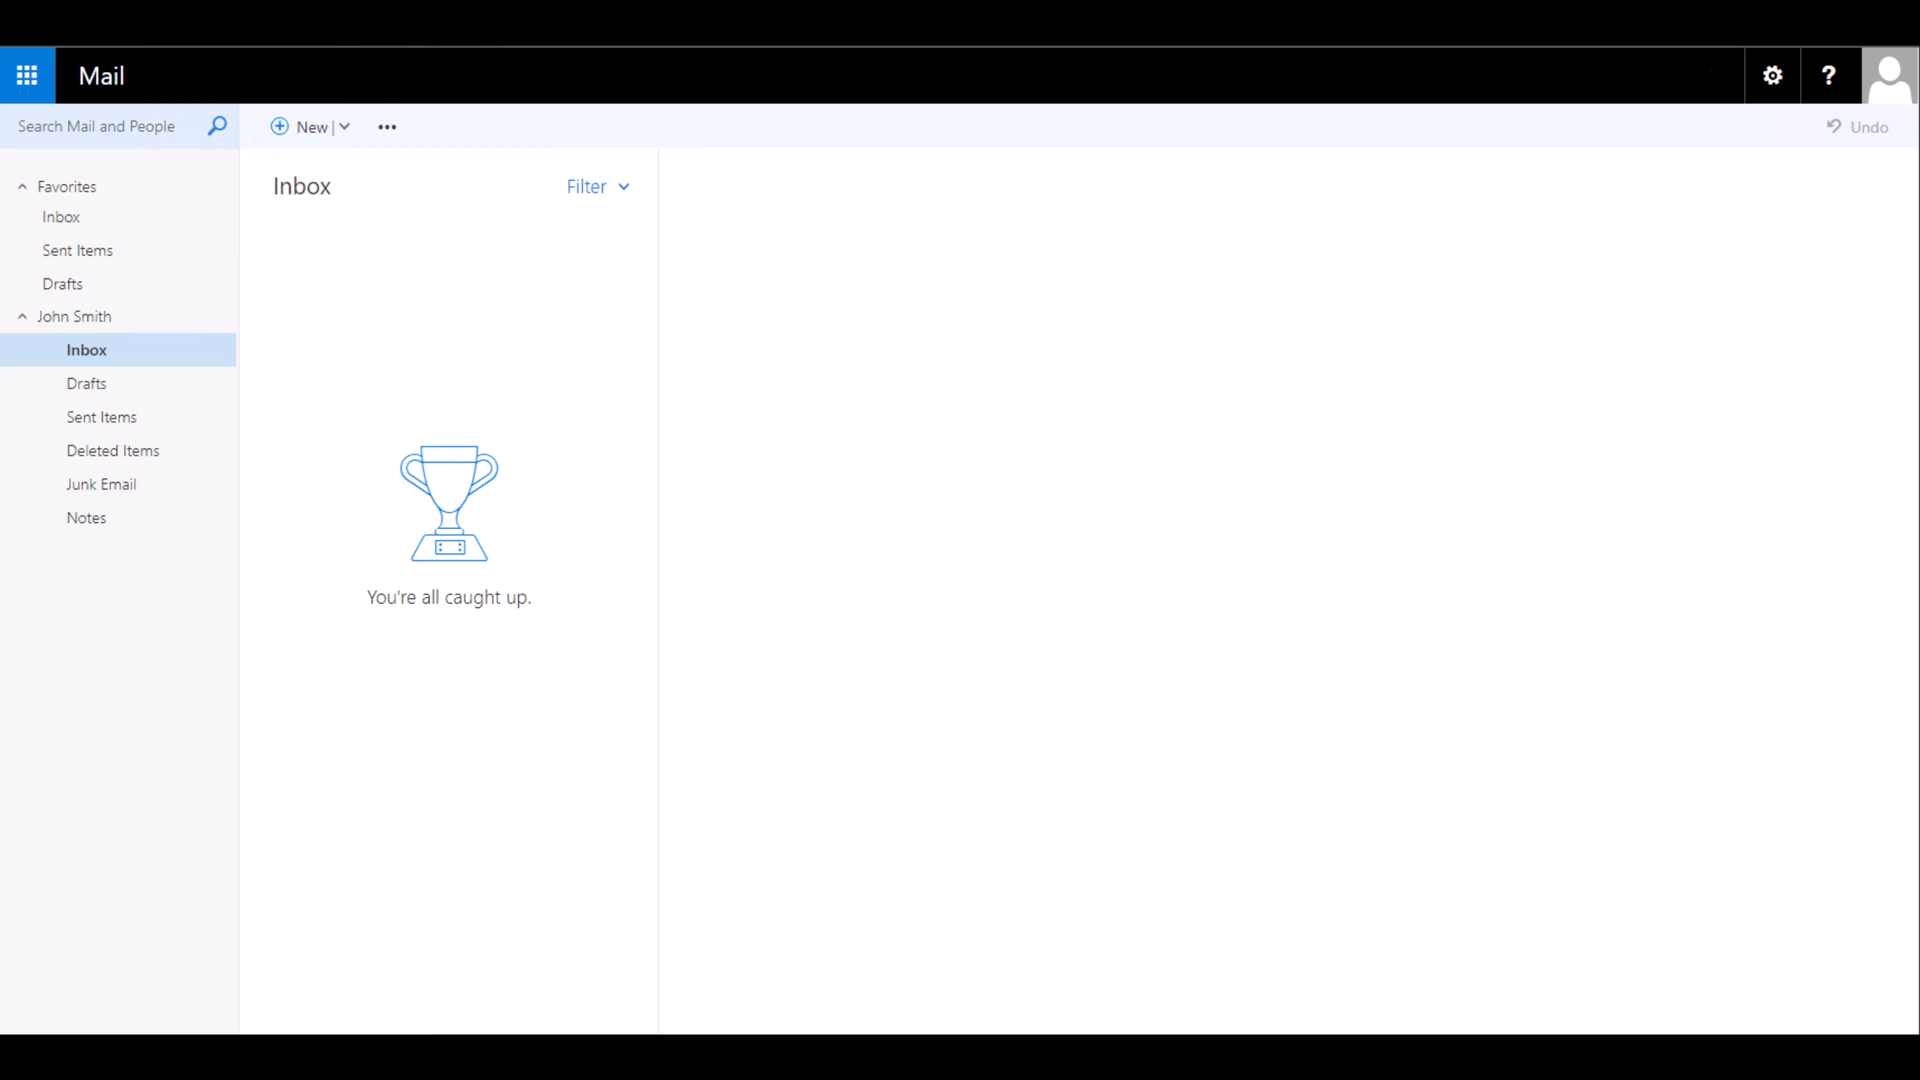 Mail
?
Search Mail and People
New
Undo
Favorites
Inbox
Sent Items
Drafts
John Smith
Inbox
Drafts
Sent Items
Deleted Items
Junk Email
Notes
Inbox
Filter
You're all caught up.